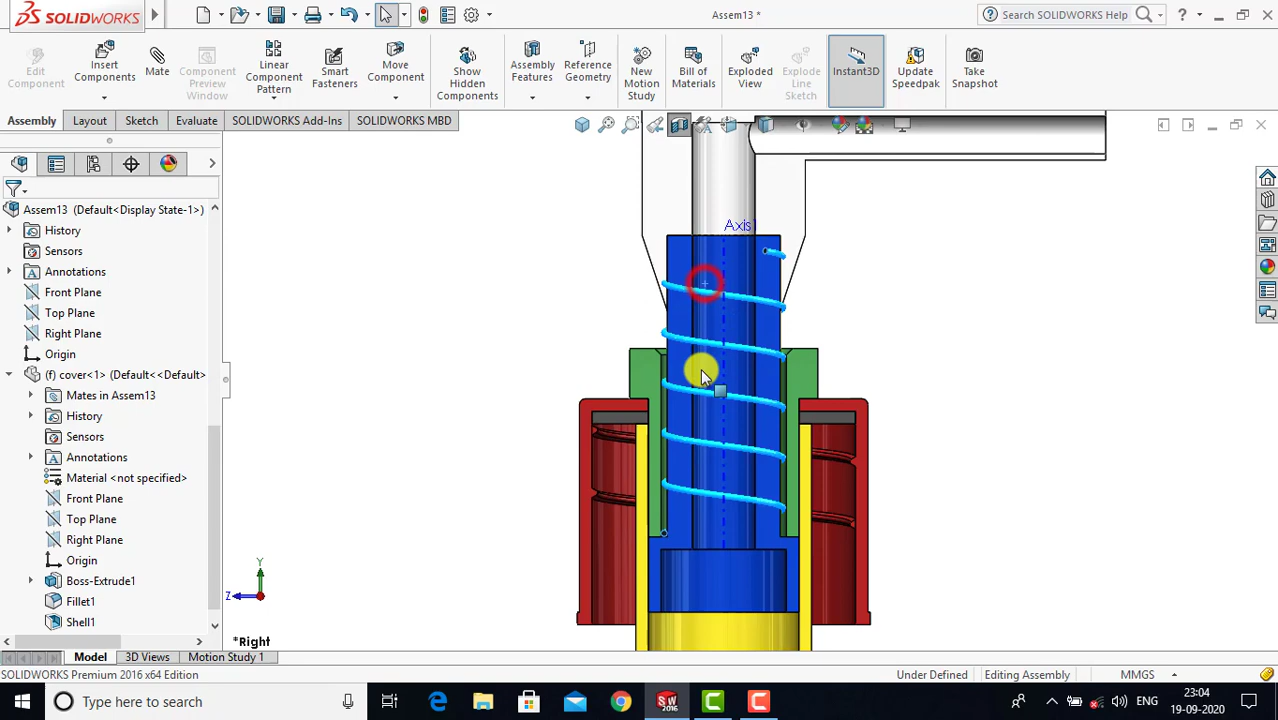 SOLIDWORKS
Assem13 *
Search SOLIDWORKS Help
Edit Component
Insert Components
Mate
Component Preview Window
Linear Component Pattern
Smart Fasteners
Move Component
Show Hidden Components
Assembly Features
Reference Geometry
New Motion Study
Bill of Materials
Exploded View
Explode Line Sketch
Instant3D
Update Speedpak
Take Snapshot
Assembly
Layout
Sketch
Evaluate
SOLIDWORKS Add-Ins
SOLIDWORKS MBD
Assem13 (Default<Display State-1>)
History
Sensors
Annotations
Front Plane
Top Plane
Right Plane
Origin
(f) cover<1> (Default<<Default>
Mates in Assem13
History
Sensors
Annotations
Material <not specified>
Front Plane
Top Plane
Right Plane
Origin
Boss-Extrude1
Fillet1
Shell1
Axis1
Y
Z
*Right
Model
3D Views
Motion Study 1
SOLIDWORKS Premium 2016 x64 Edition
Under Defined
Editing Assembly
MMGS
Type here to search
SW 2016
ENG
23:04
19-09-2020